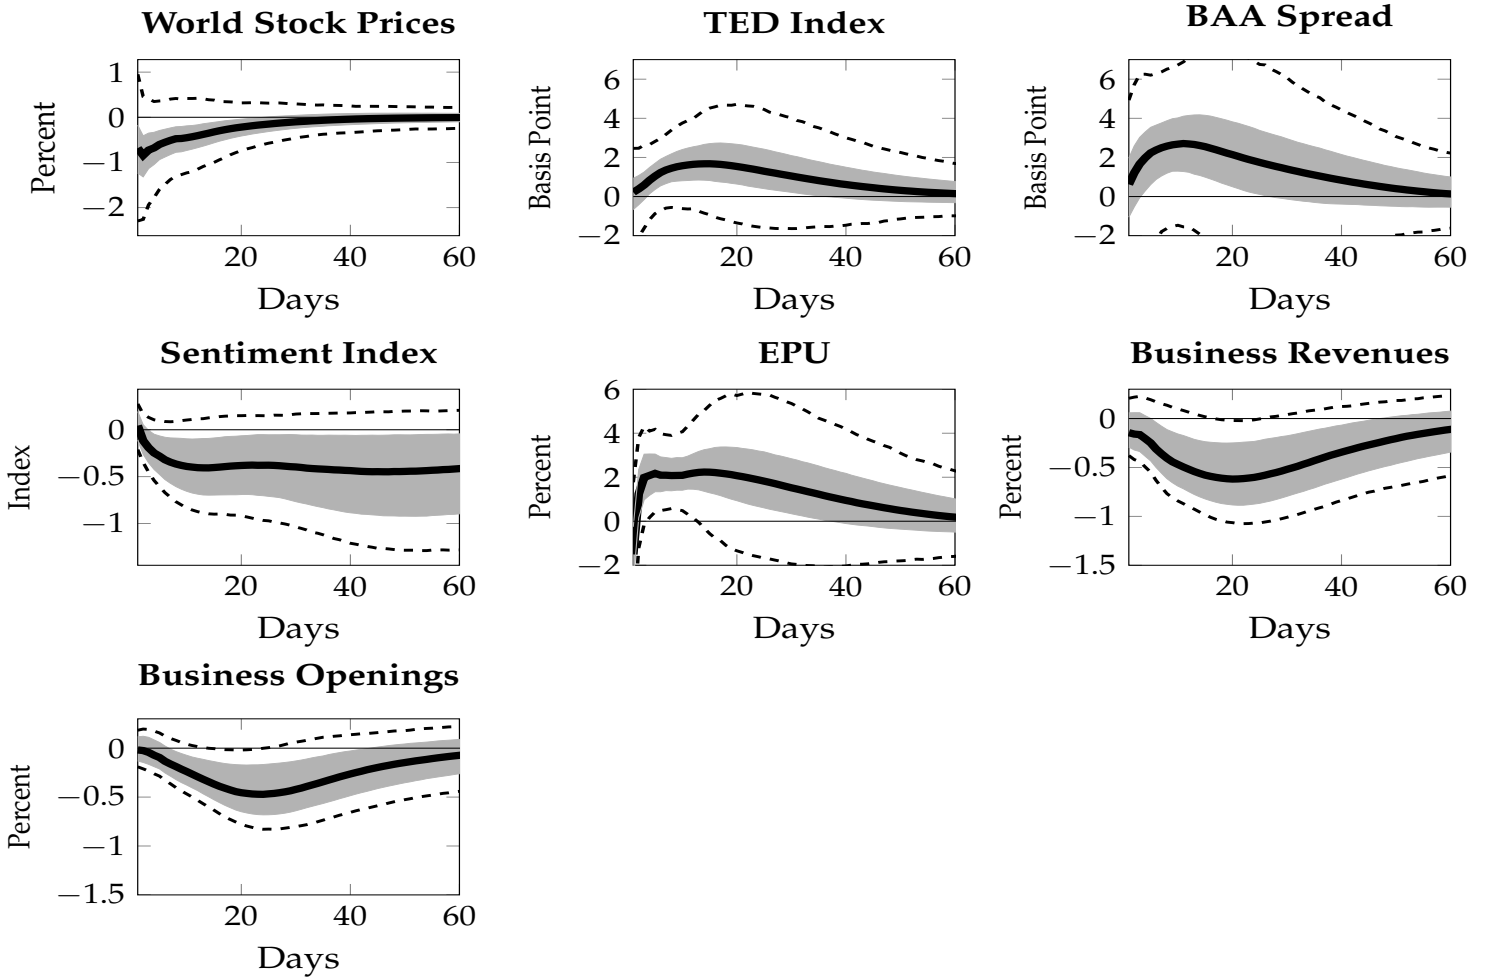 World Stock Prices
TED Index
BAA Spread
Percent
1
0
−1
−2
20
40
60
Days
Basis Point
6
4
2
0
−2
20
40
60
Days
Basis Point
6
4
2
0
−2
20
40
60
Days
Sentiment Index
EPU
Business Revenues
Index
0
−0.5
−1
20
40
60
Days
Percent
6
4
2
0
−2
20
40
60
Days
Percent
0
−0.5
−1
−1.5
20
40
60
Days
Business Openings
Percent
0
−0.5
−1
−1.5
20
40
60
Days